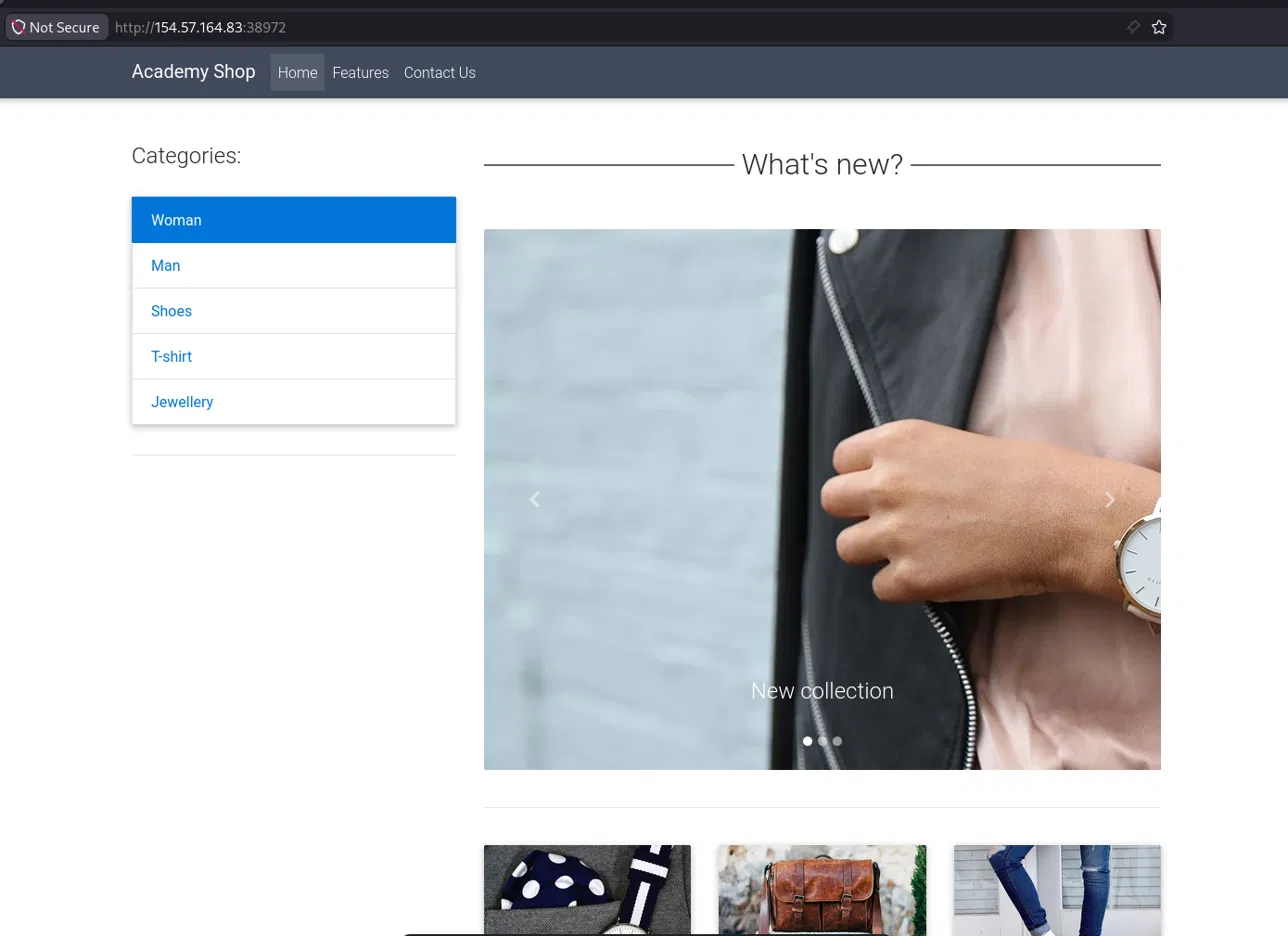 Not Secure http://154.57.164.83:38972
Academy Shop Home Features Contact Us
Categories:
What's new?
Woman
Man
Shoes
T-shirt
Jewellery
New collection